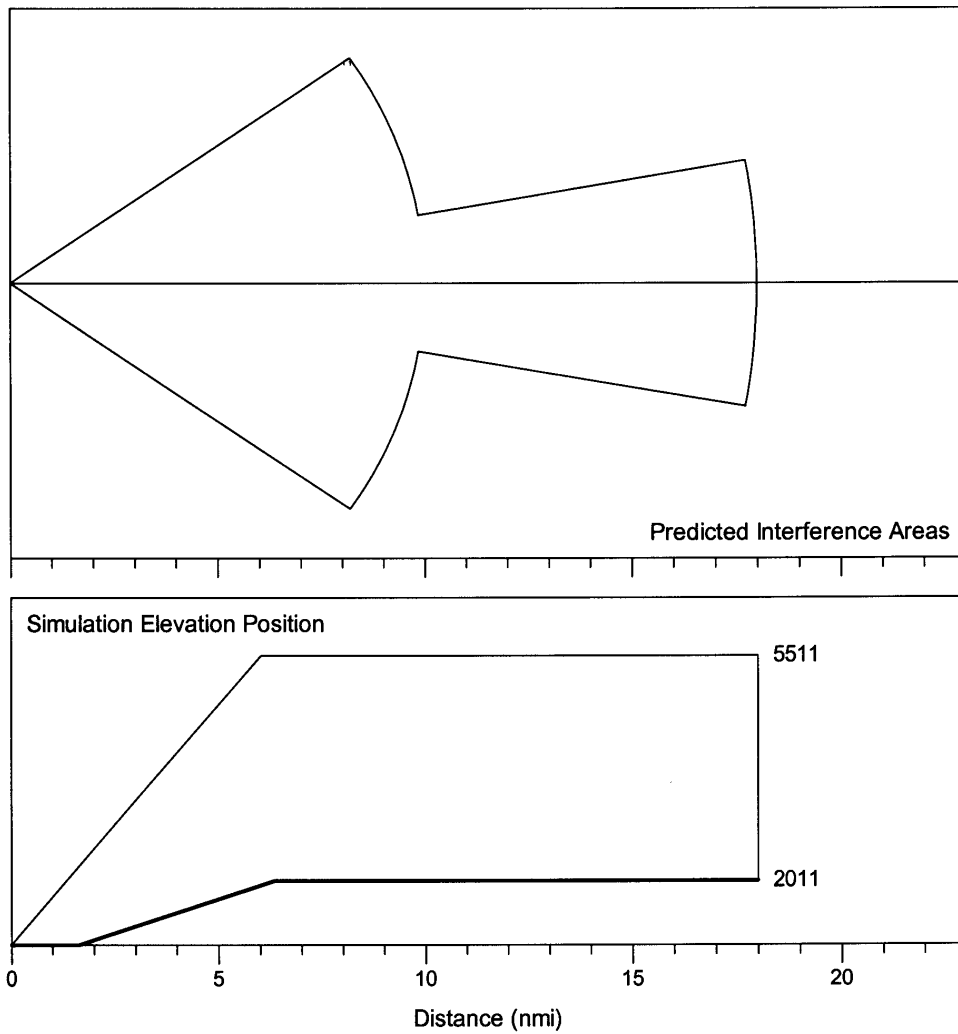 Predicted Interference Areas
Simulation Elevation Position
5511
2011
0 5 10 15 20
Distance (nmi)